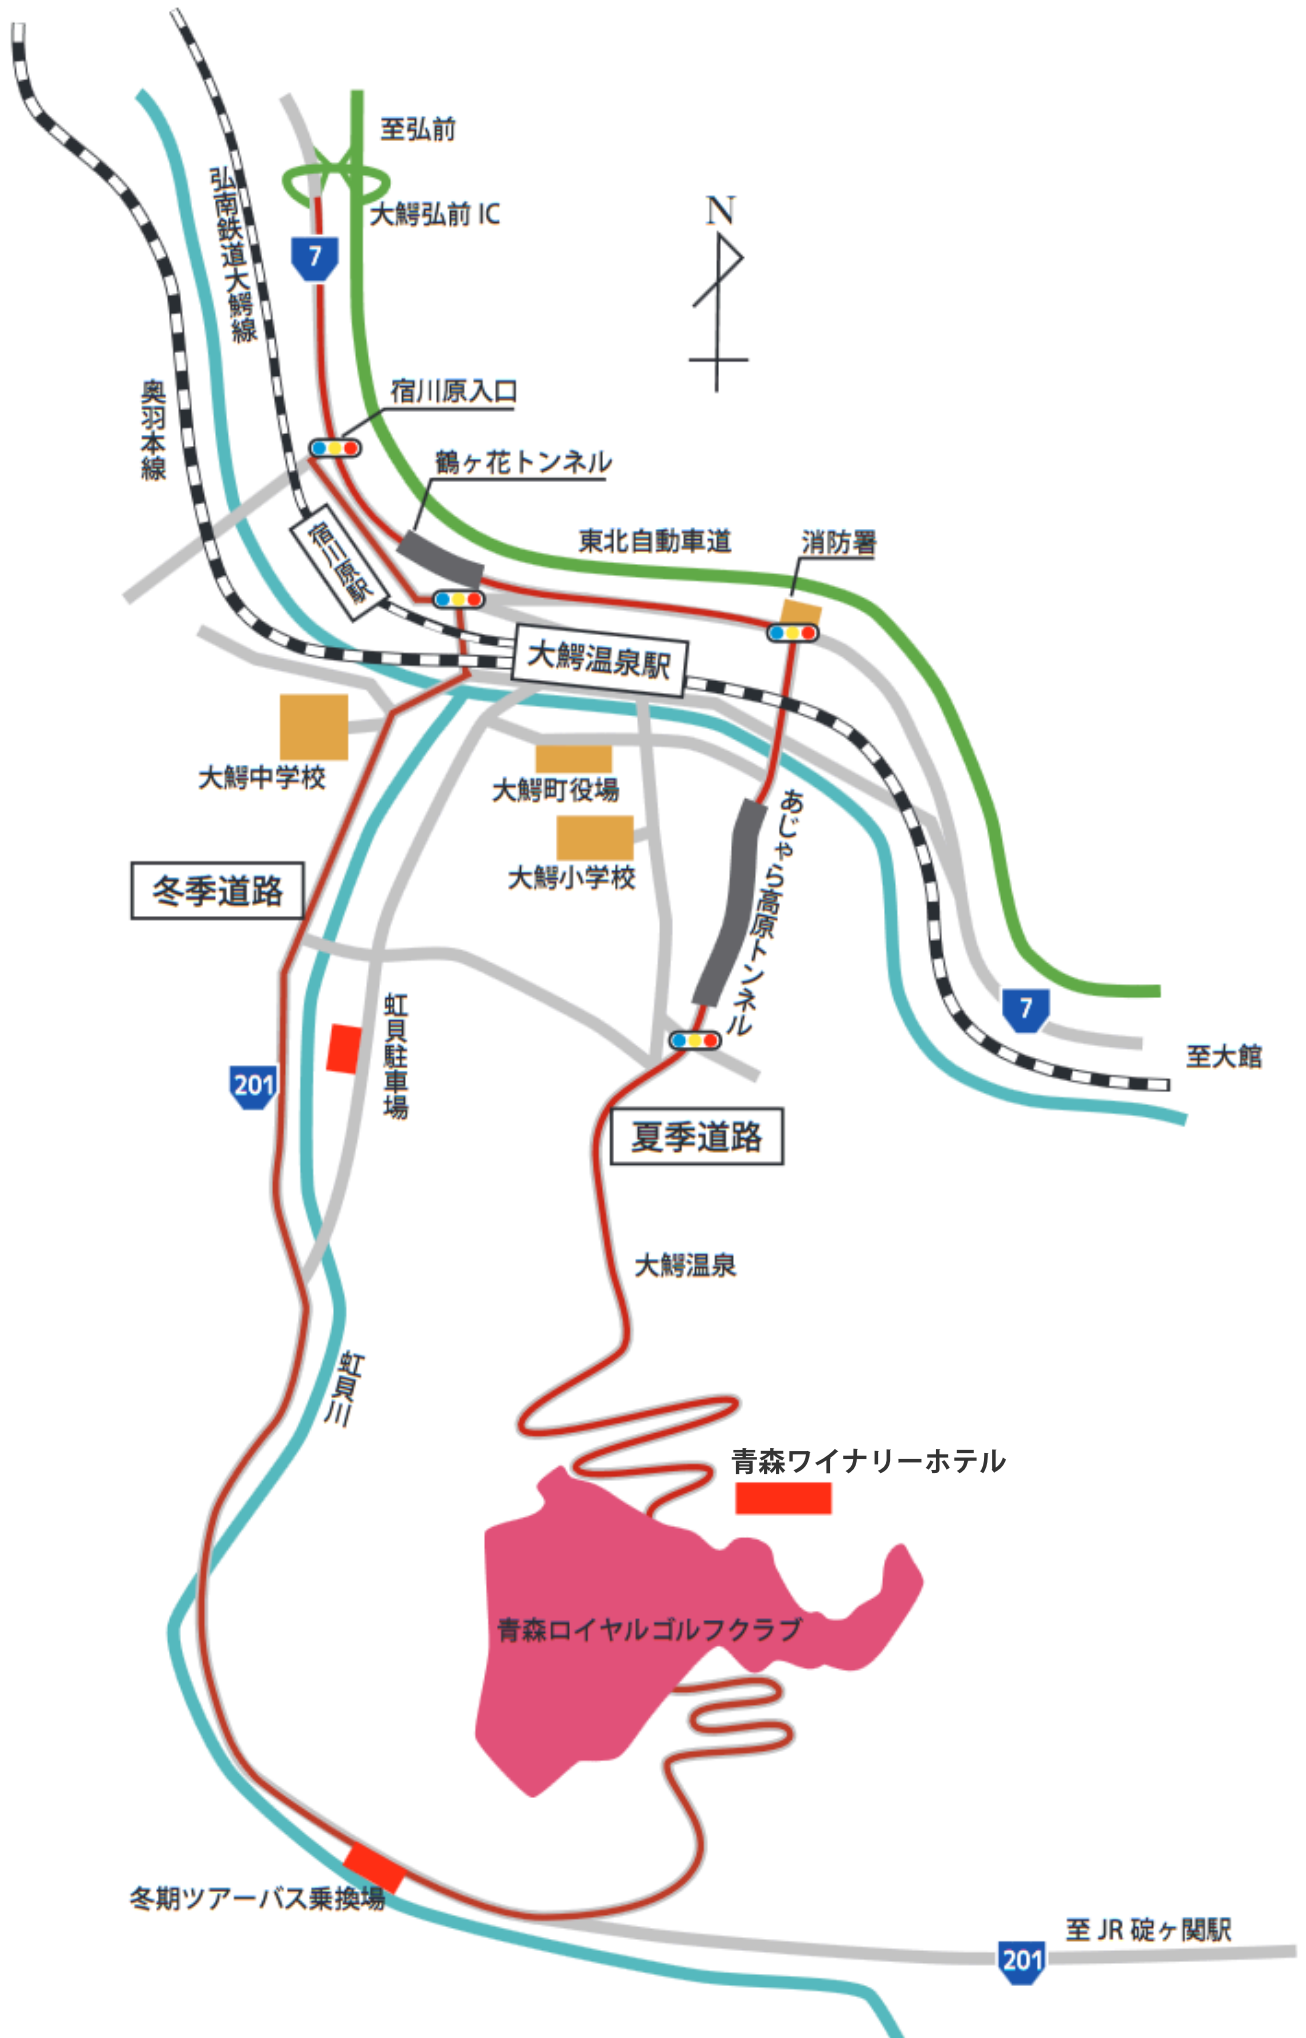 至弘前
弘南鉄道大鰐線
N
大鰐弘前 IC
7
奥羽本線
宿川原入口
鶴ヶ花トンネル
宿川原駅
東北自動車道
消防署
大鰐温泉駅
大鰐中学校
大鰐町役場
あじゃら高原トンネル
大鰐小学校
冬季道路
虹貝駐車場
7
至大館
201
夏季道路
大鰐温泉
虹貝川
青森ワイナリーホテル
青森ロイヤルゴルフクラブ
冬期ツアーバス乗換場
至 JR 碇ヶ関駅
201